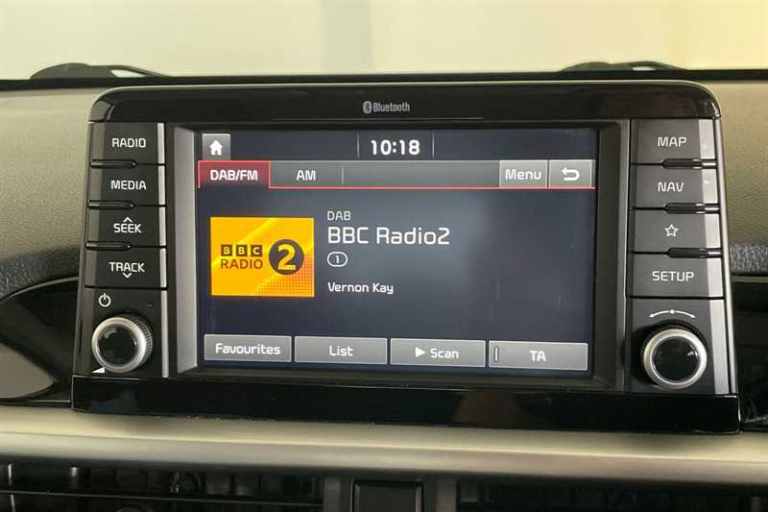 Bluetooth
RADIO
MEDIA
SEEK
TRACK
10:18
DAB/FM AM Menu
BBC
RADIO 2
DAB
BBC Radio2
1
Vernon Kay
Favourites List Scan TA
MAP
NAV
SETUP